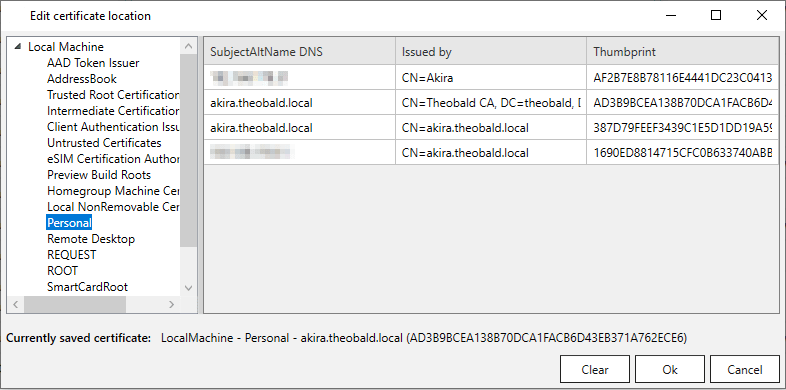 Edit certificate location
Local Machine
AAD Token Issuer
AddressBook
Trusted Root Certification
Intermediate Certification
Client Authentication Issu
Untrusted Certificates
eSIM Certification Author
Preview Build Roots
Homegroup Machine Cer
Local NonRemovable Cer
Personal
Remote Desktop
REQUEST
ROOT
SmartCardRoot
SubjectAltName DNS Issued by Thumbprint
CN=Akira AF2B7E8B78116E4441DC23C0413
akira.theobald.local CN=Theobald CA, DC=theobald, AD3B9BCEA138B70DCA1FACB6D4
akira.theobald.local CN=akira.theobald.local 387D79FEEF3439C1E5D1DD19A59
CN=akira.theobald.local 1690ED8814715CFC0B633740ABB
Currently saved certificate: LocalMachine - Personal - akira.theobald.local (AD3B9BCEA138B70DCA1FACB6D43EB371A762ECE6)
Clear Ok Cancel